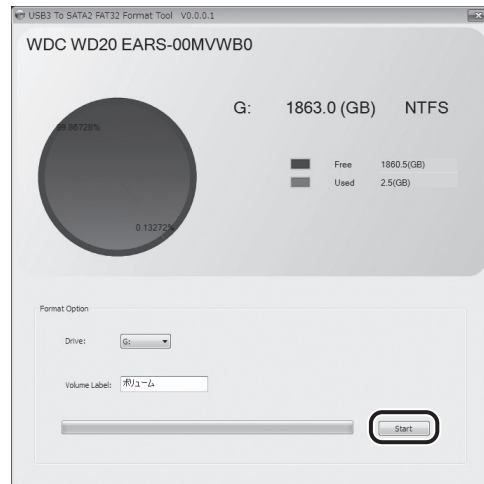 USB3 To SATA2 FAT32 Format Tool V0.0.0.1
WDC WD20 EARS-00MVWB0
G: 1863.0 (GB) NTFS
99.86728%
Free 1860.5(GB)
Used 2.5(GB)
0.13272%
Format Option
Drive: G:
Volume Label: ボリューム
Start